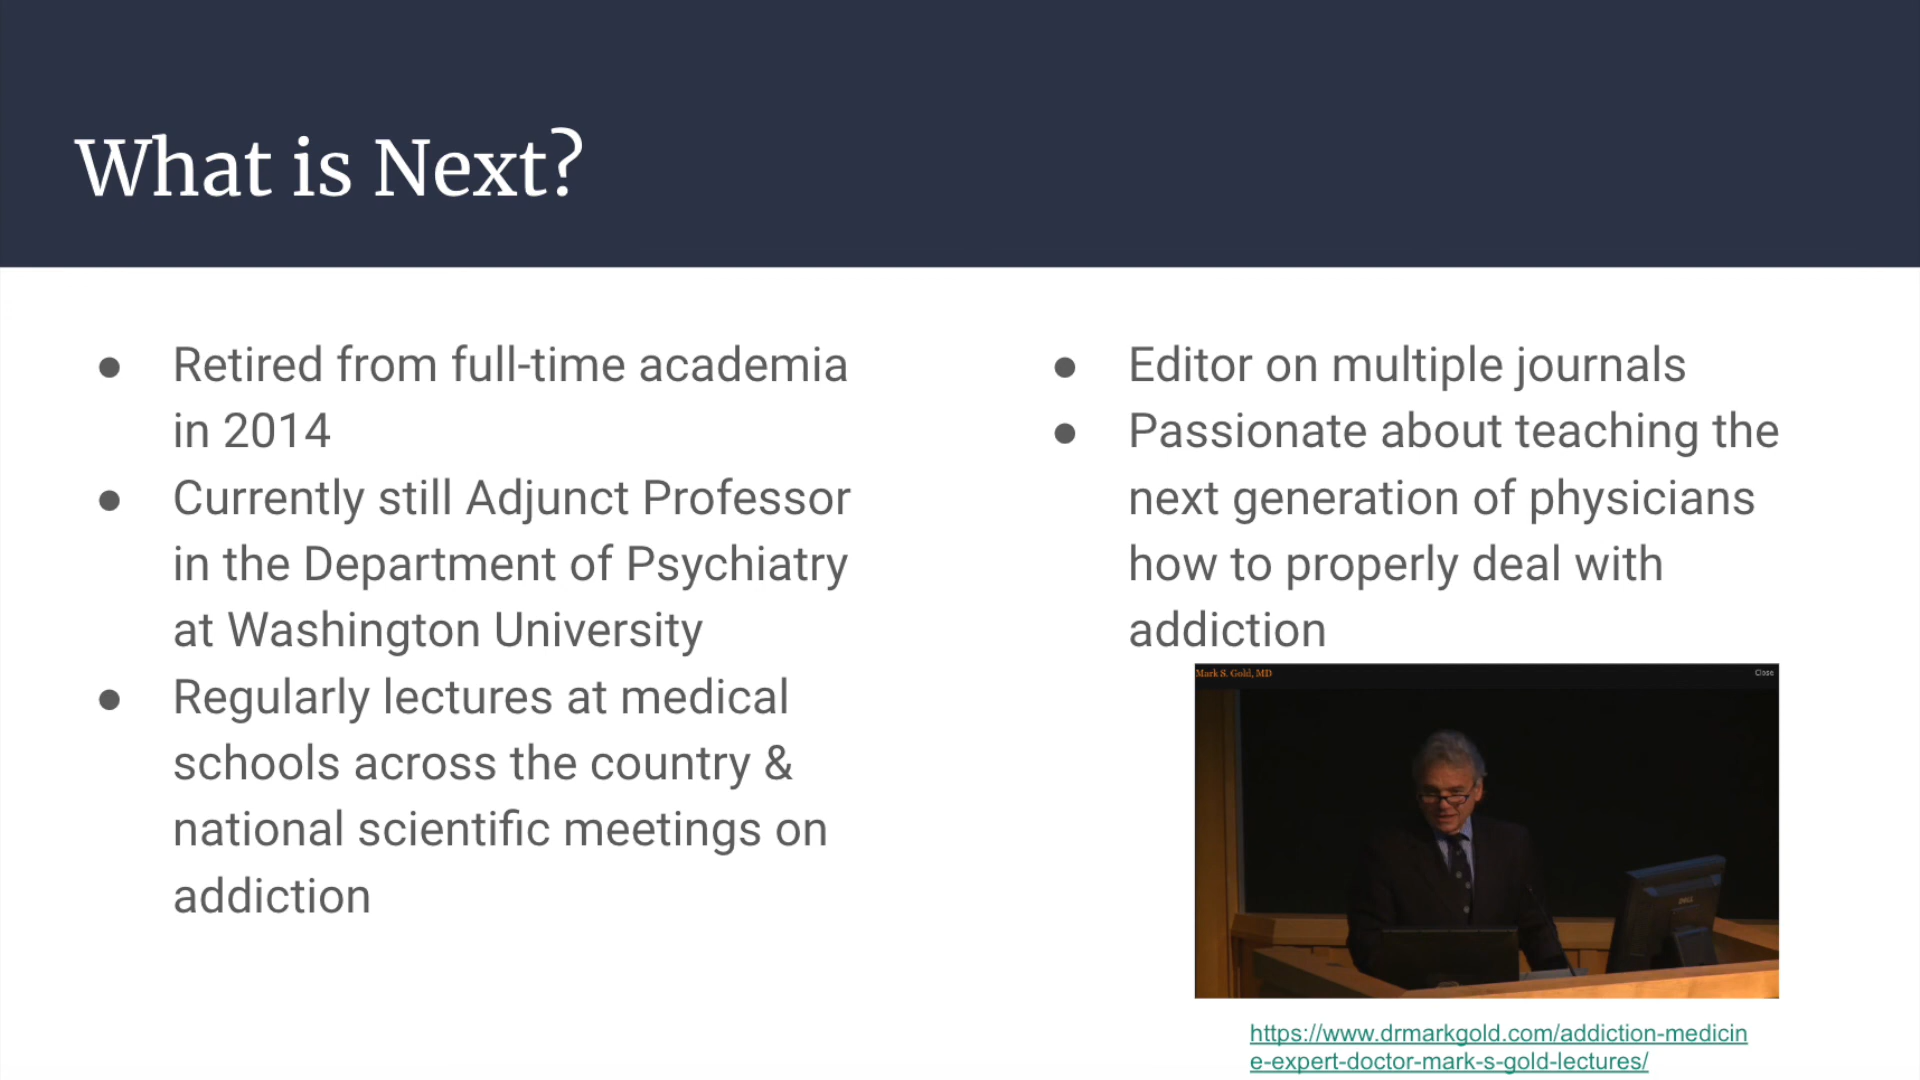 What is Next?
● Retired from full-time academia
in 2014
● Currently still Adjunct Professor
in the Department of Psychiatry
at Washington University
● Regularly lectures at medical
schools across the country &
national scientific meetings on
addiction
● Editor on multiple journals
● Passionate about teaching the
next generation of physicians
how to properly deal with
addiction
Mark S. Gold, MD
Close
DELL
https://www.drmarkgold.com/addiction-medicin
e-expert-doctor-mark-s-gold-lectures/